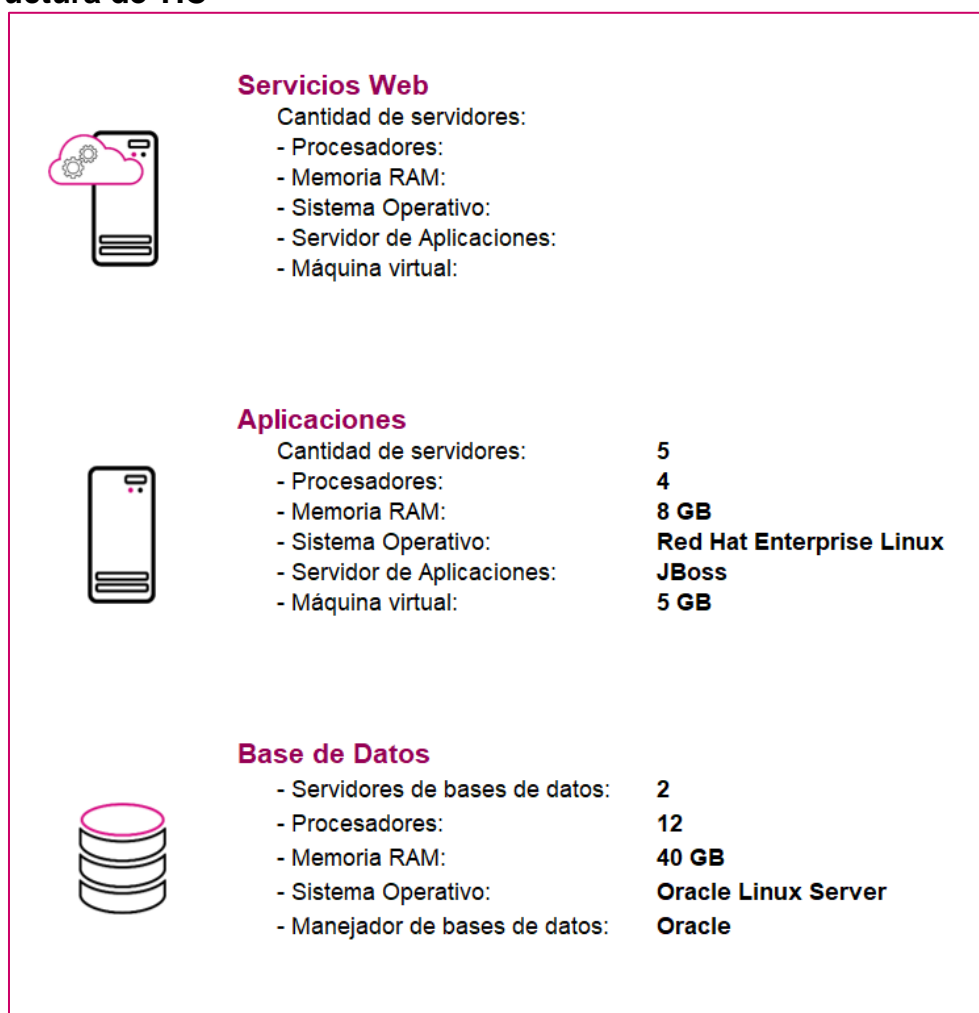 Servicios Web
Cantidad de servidores:
- Procesadores:
- Memoria RAM:
- Sistema Operativo:
- Servidor de Aplicaciones:
- Máquina virtual:
Aplicaciones
Cantidad de servidores: 5
- Procesadores: 4
- Memoria RAM: 8 GB
- Sistema Operativo: Red Hat Enterprise Linux
- Servidor de Aplicaciones: JBoss
- Máquina virtual: 5 GB
Base de Datos
- Servidores de bases de datos: 2
- Procesadores: 12
- Memoria RAM: 40 GB
- Sistema Operativo: Oracle Linux Server
- Manejador de bases de datos: Oracle